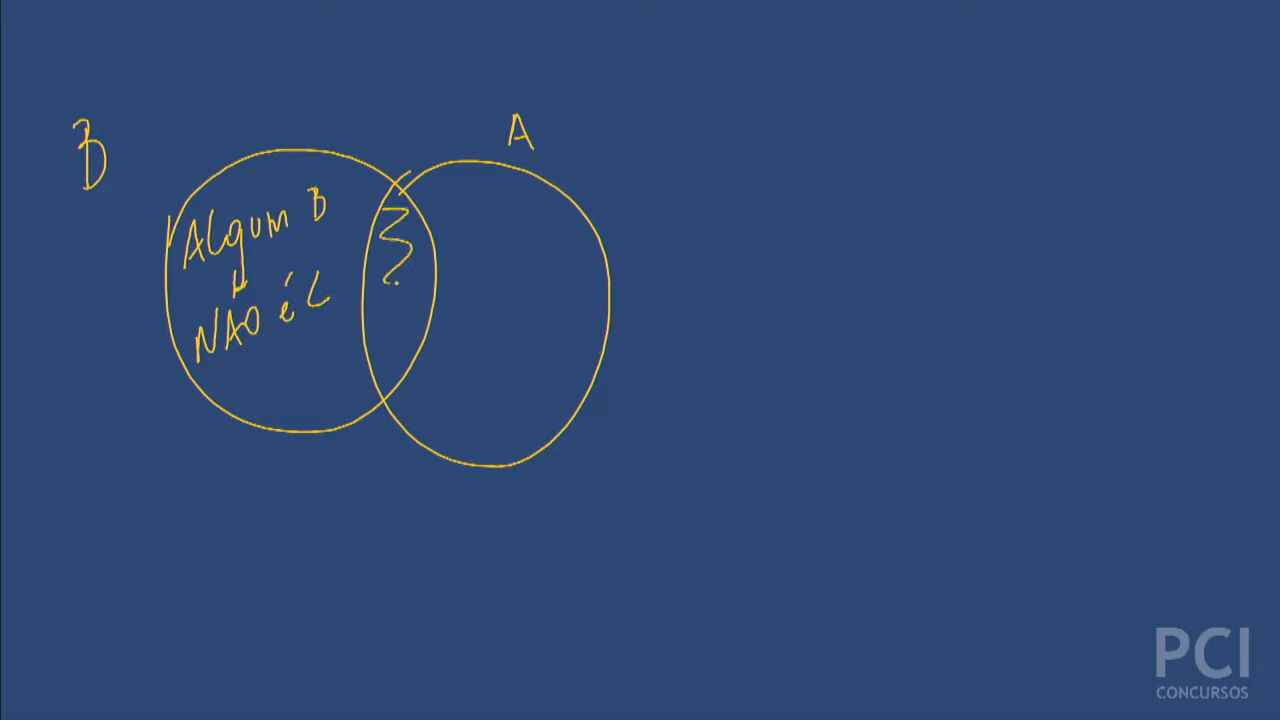 B
A
Algum B
NÃO é C
PCI
CONCURSOS